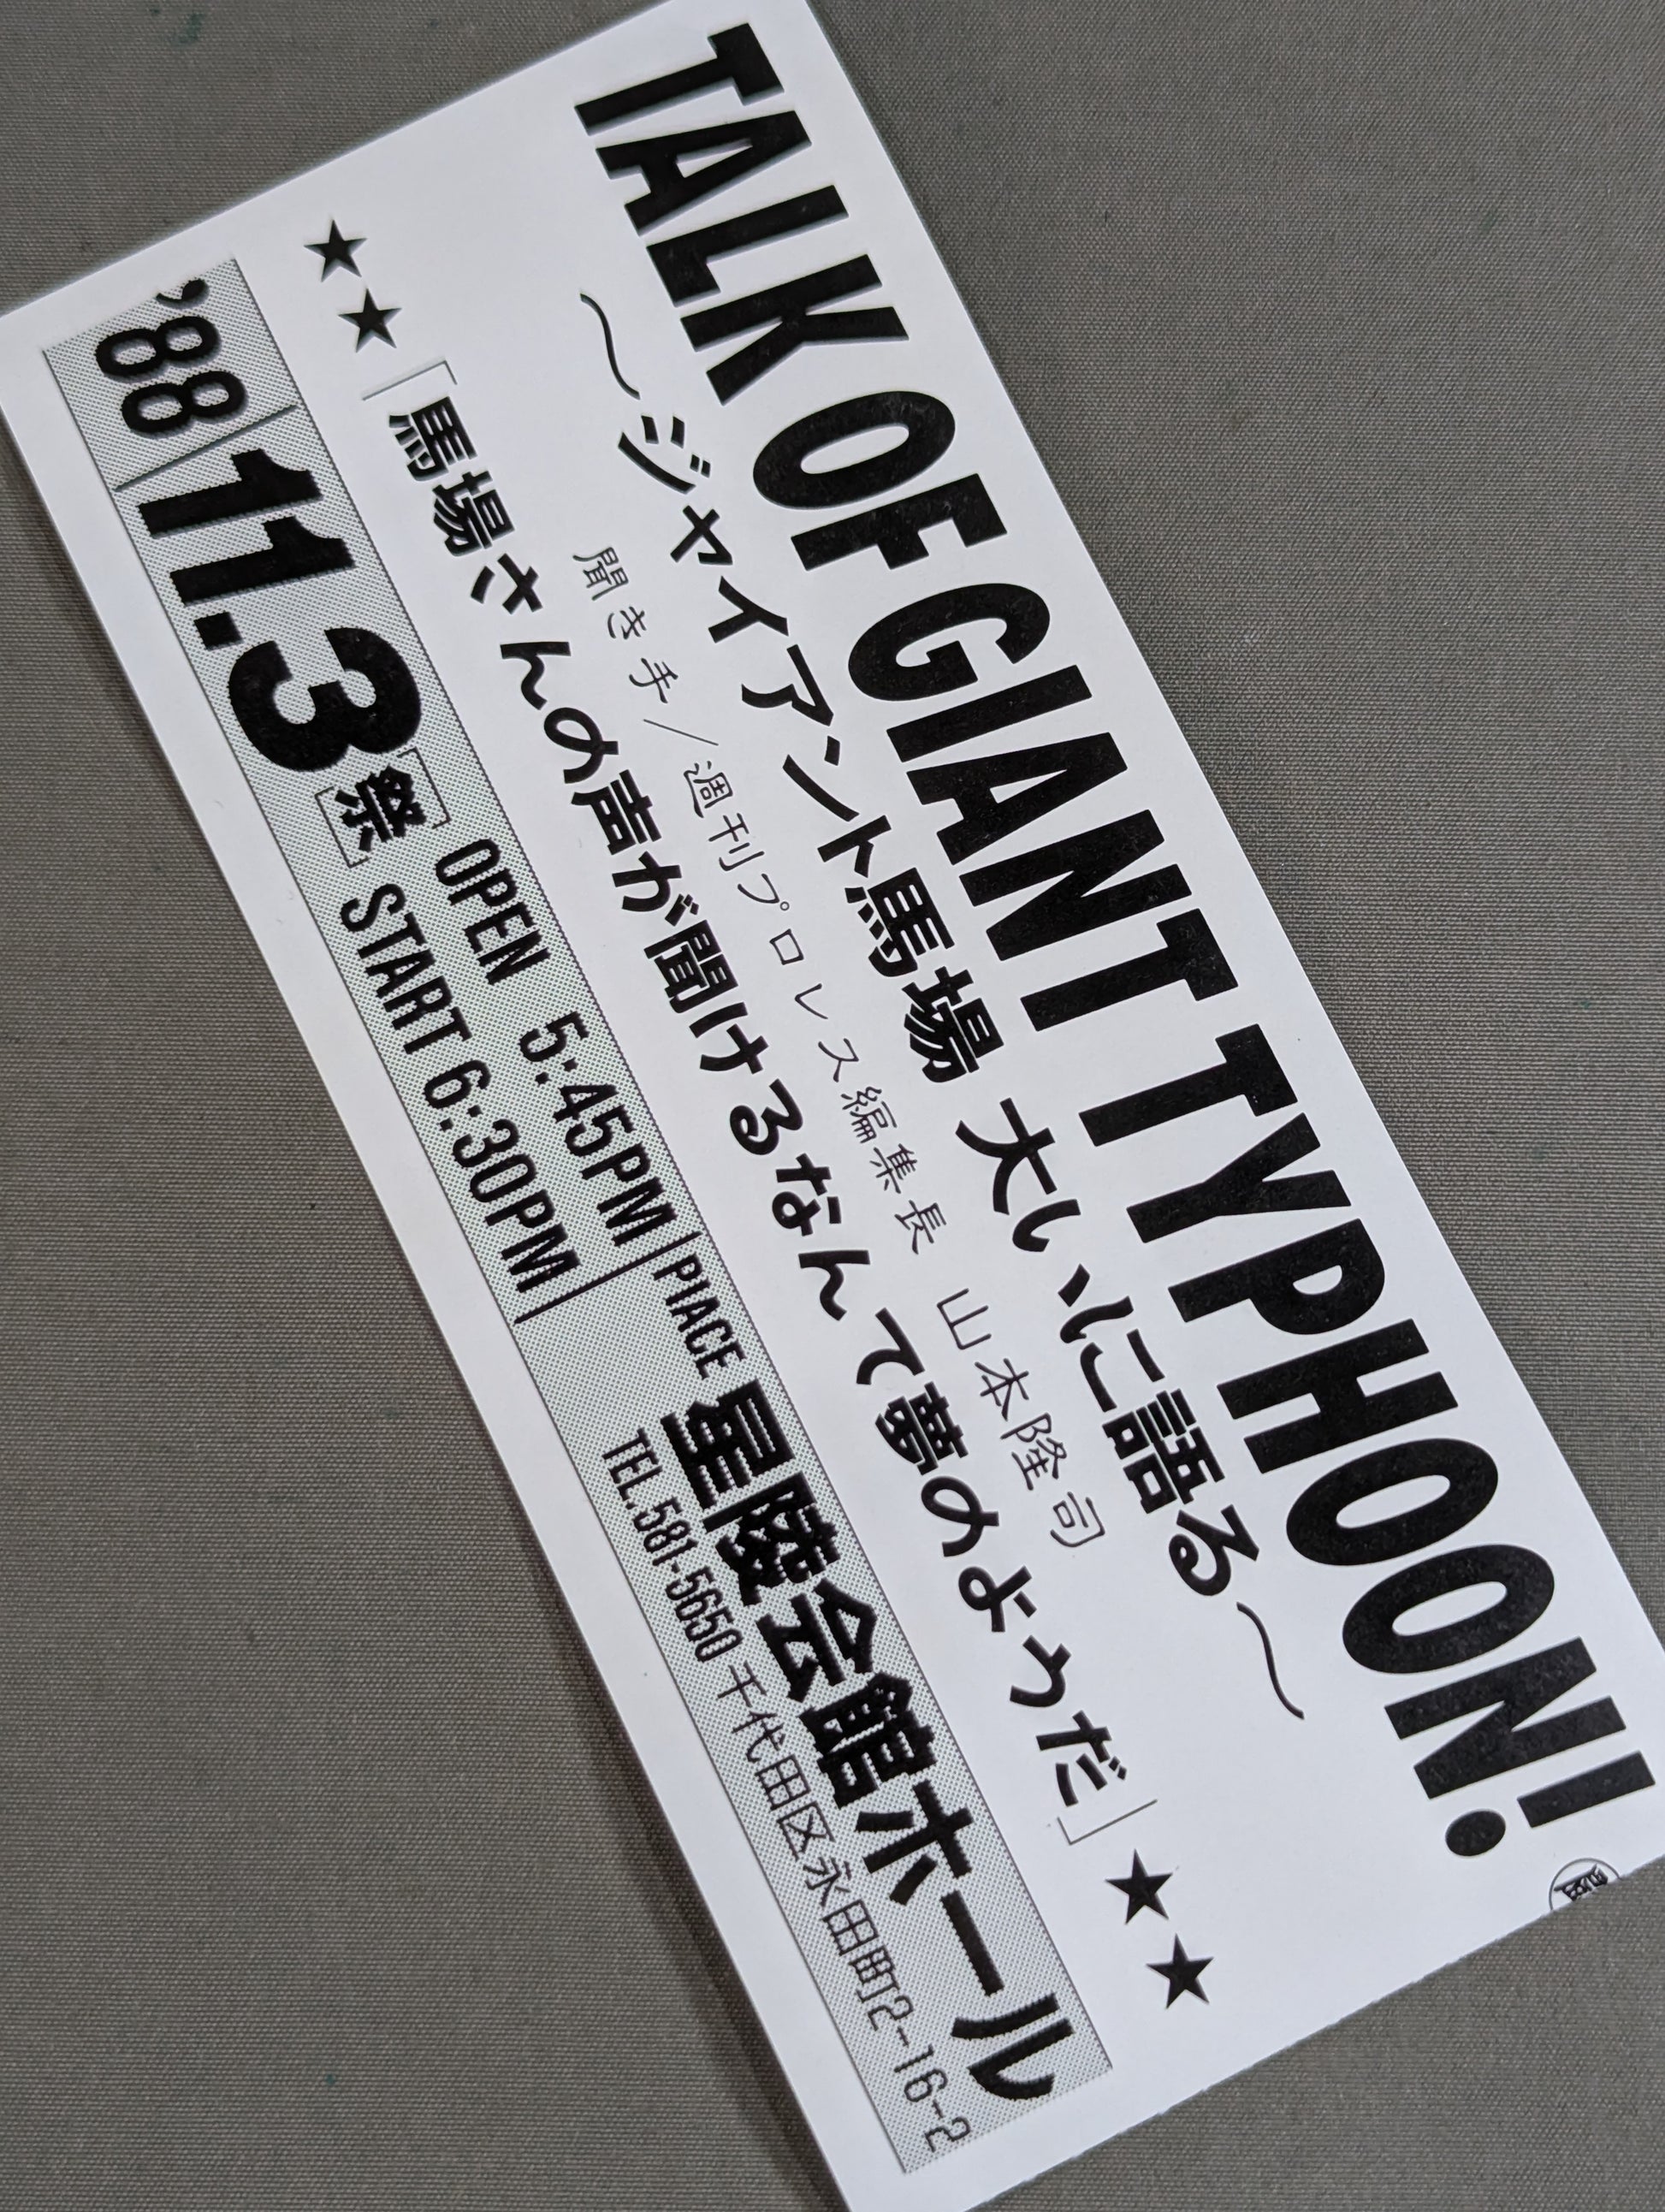 TALK OF GIANT TYPHOON!
〜ジャイアント馬場 大いに語る〜
聞き手/週刊プロレス編集長 山本隆司
★★「馬場さんの声が聞けるなんて夢のようだ」★★
'88/11.3[祭] OPEN 5:45PM
START 6:30PM
PIACE 星陵会館ホール
TEL.581-5650 千代田区永田町2-16-2